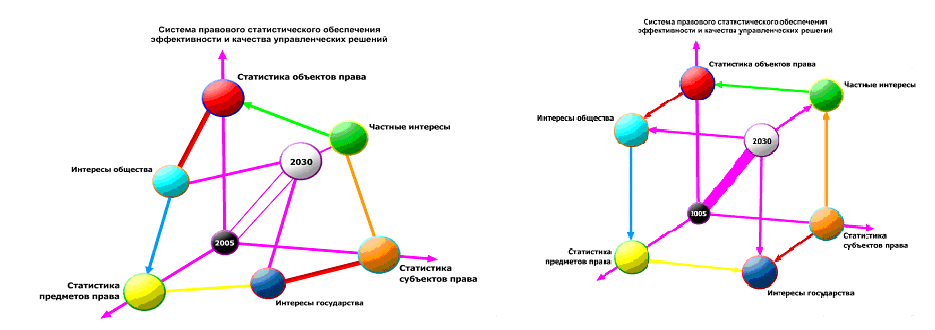 Система правового статистического обеспечения
эффективности и качества управленческих решений
Статистика объектов права
Частные интересы
2030
Интересы общества
2005
Статистика
субъектов права
Статистика
предметов права
Интересы государства
Система правового статистического обеспечения
эффективности и качества управленческих решений
Статистика объектов права
Частные интересы
Интересы общества
2030
1005
Статистика
субъектов права
Статистика
предметов права
Интересы государства